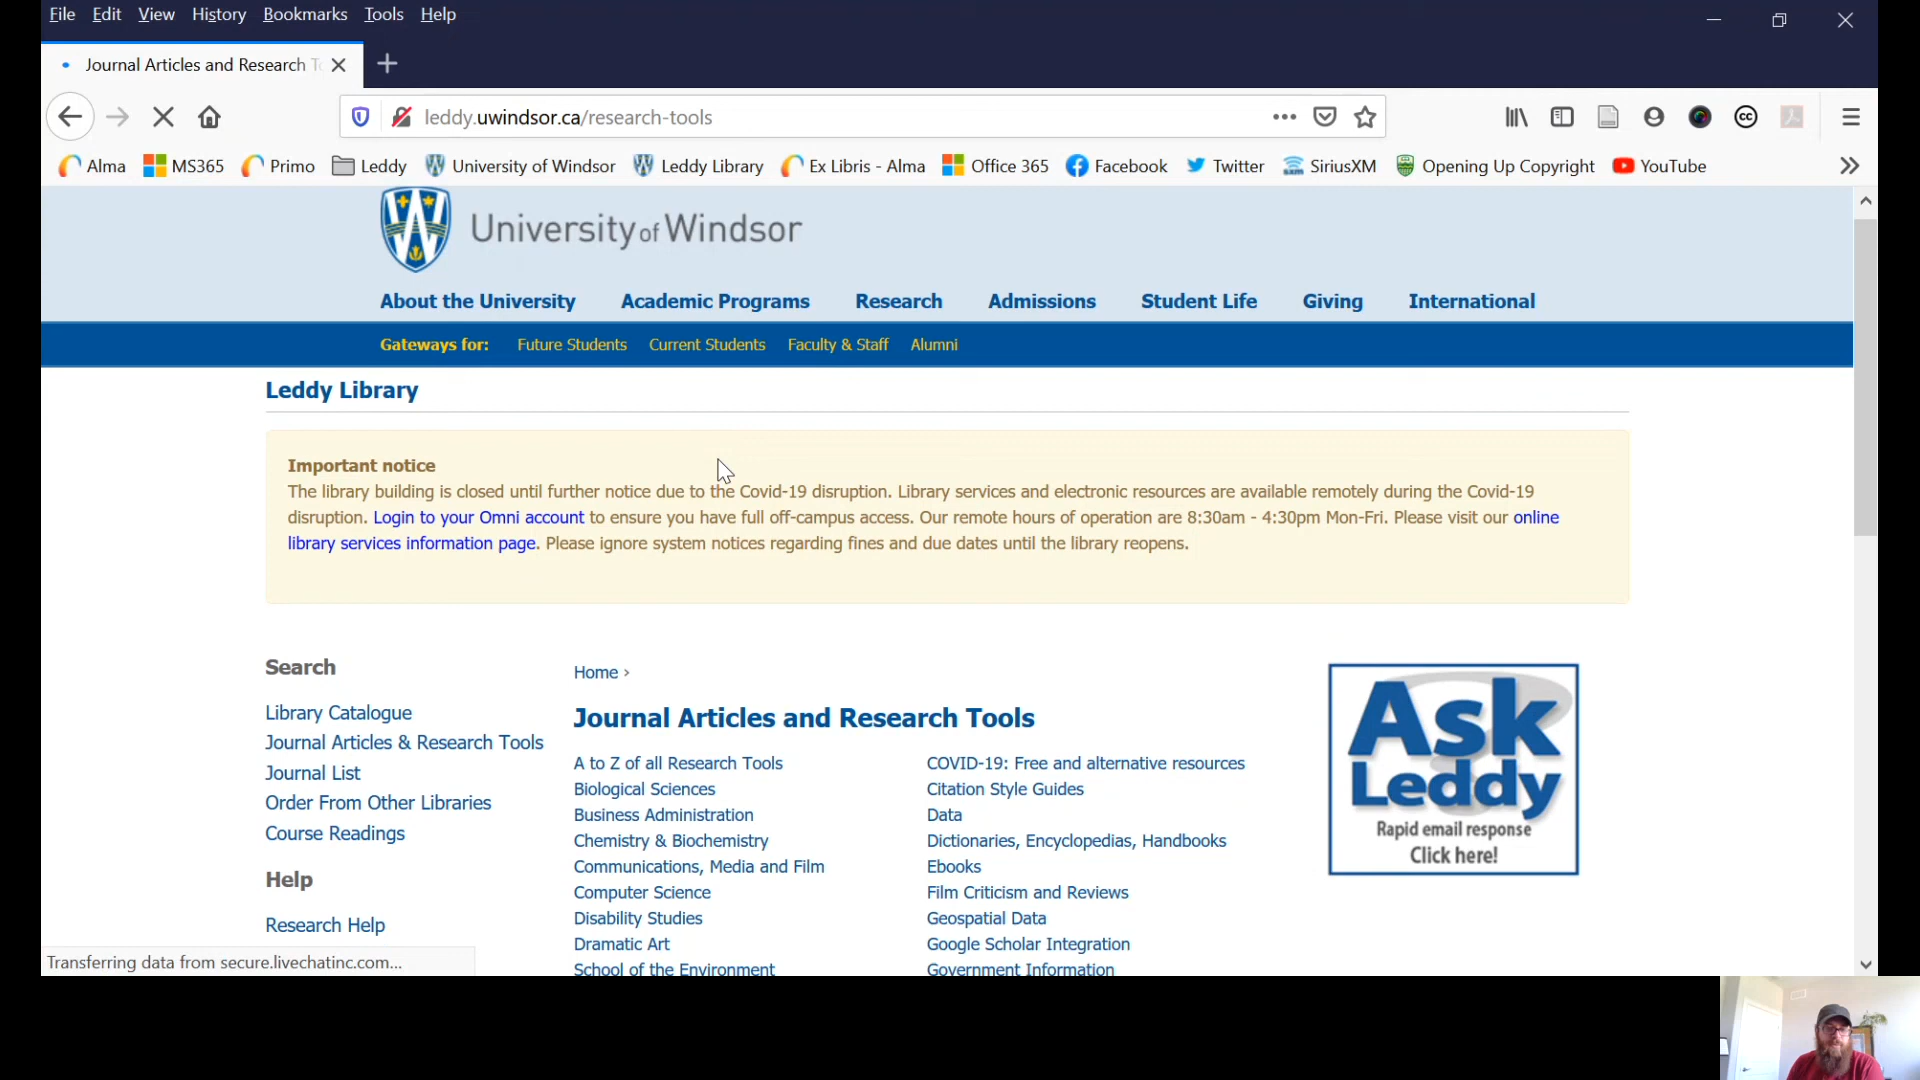 File Edit View History Bookmarks Tools Help
Journal Articles and Research To
leddy.uwindsor.ca/research-tools
Alma MS365 Primo Leddy University of Windsor Leddy Library Ex Libris - Alma Office 365 Facebook Twitter SiriusXM Opening Up Copyright YouTube
University of Windsor
About the University Academic Programs Research Admissions Student Life Giving International
Gateways for: Future Students Current Students Faculty & Staff Alumni
Leddy Library
Important notice
The library building is closed until further notice due to the Covid-19 disruption. Library services and electronic resources are available remotely during the Covid-19
disruption. Login to your Omni account to ensure you have full off-campus access. Our remote hours of operation are 8:30am - 4:30pm Mon-Fri. Please visit our online
library services information page. Please ignore system notices regarding fines and due dates until the library reopens.
Search
Library Catalogue
Journal Articles & Research Tools
Journal List
Order From Other Libraries
Course Readings
Help
Research Help
Home ›
Journal Articles and Research Tools
A to Z of all Research Tools
Biological Sciences
Business Administration
Chemistry & Biochemistry
Communications, Media and Film
Computer Science
Disability Studies
Dramatic Art
School of the Environment
COVID-19: Free and alternative resources
Citation Style Guides
Data
Dictionaries, Encyclopedias, Handbooks
Ebooks
Film Criticism and Reviews
Geospatial Data
Google Scholar Integration
Government Information
Ask
Leddy
Rapid email response
Click here!
Transferring data from secure.livechatinc.com...